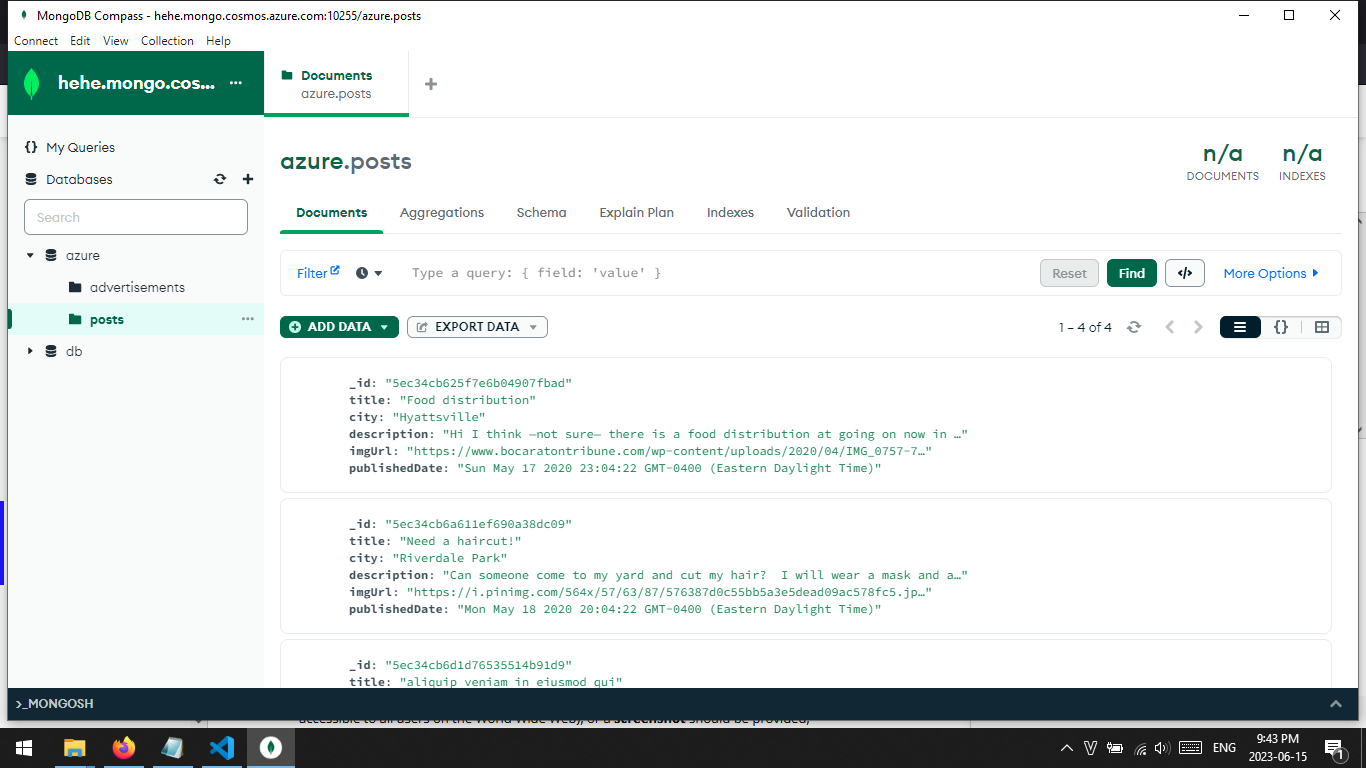 MongoDB Compass - hehe.mongo.cosmos.azure.com:10255/azure.posts
Connect Edit View Collection Help
hehe.mongo.cos... ...
Documents
azure.posts
+
{} My Queries
Databases
Search
azure
advertisements
posts
db
azure.posts
n/a
DOCUMENTS
n/a
INDEXES
Documents Aggregations Schema Explain Plan Indexes Validation
Filter Type a query: { field: 'value' } Reset Find </> More Options
ADD DATA EXPORT DATA 1 – 4 of 4 {}
_id: "5ec34cb625f7e6b04907fbad"
title: "Food distribution"
city: "Hyattsville"
description: "Hi I think —not sure— there is a food distribution at going on now in …"
imgUrl: "https://www.bocaratontribune.com/wp-content/uploads/2020/04/IMG_0757-7…"
publishedDate: "Sun May 17 2020 23:04:22 GMT-0400 (Eastern Daylight Time)"
_id: "5ec34cb6a611ef690a38dc09"
title: "Need a haircut!"
city: "Riverdale Park"
description: "Can someone come to my yard and cut my hair?  I will wear a mask and a…"
imgUrl: "https://i.pinimg.com/564x/57/63/87/576387d0c55bb5a3e5dead09ac578fc5.jp…"
publishedDate: "Mon May 18 2020 20:04:22 GMT-0400 (Eastern Daylight Time)"
_id: "5ec34cb6d1d76535514b91d9"
title: "aliquip veniam in eiusmod qui"
>_MONGOSH
accessible to all users on the World Wide Web), or a screenshot should be provided,
ENG
9:43 PM
2023-06-15
1